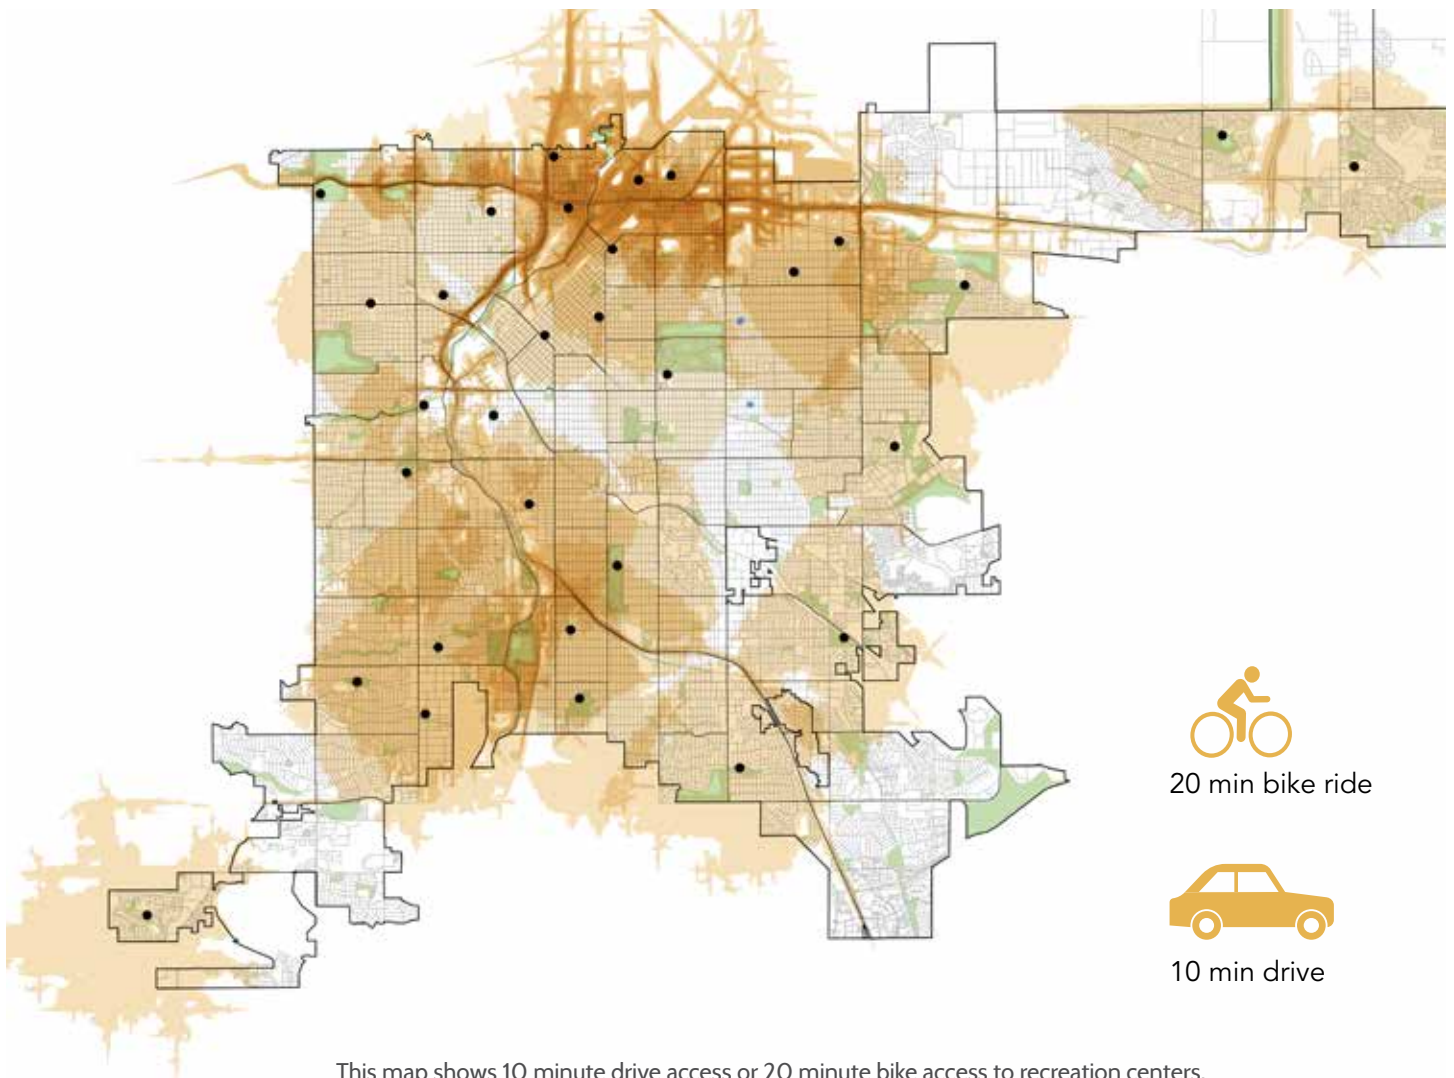 20 min bike ride
10 min drive
This map shows 10 minute drive access or 20 minute bike access to recreation centers.